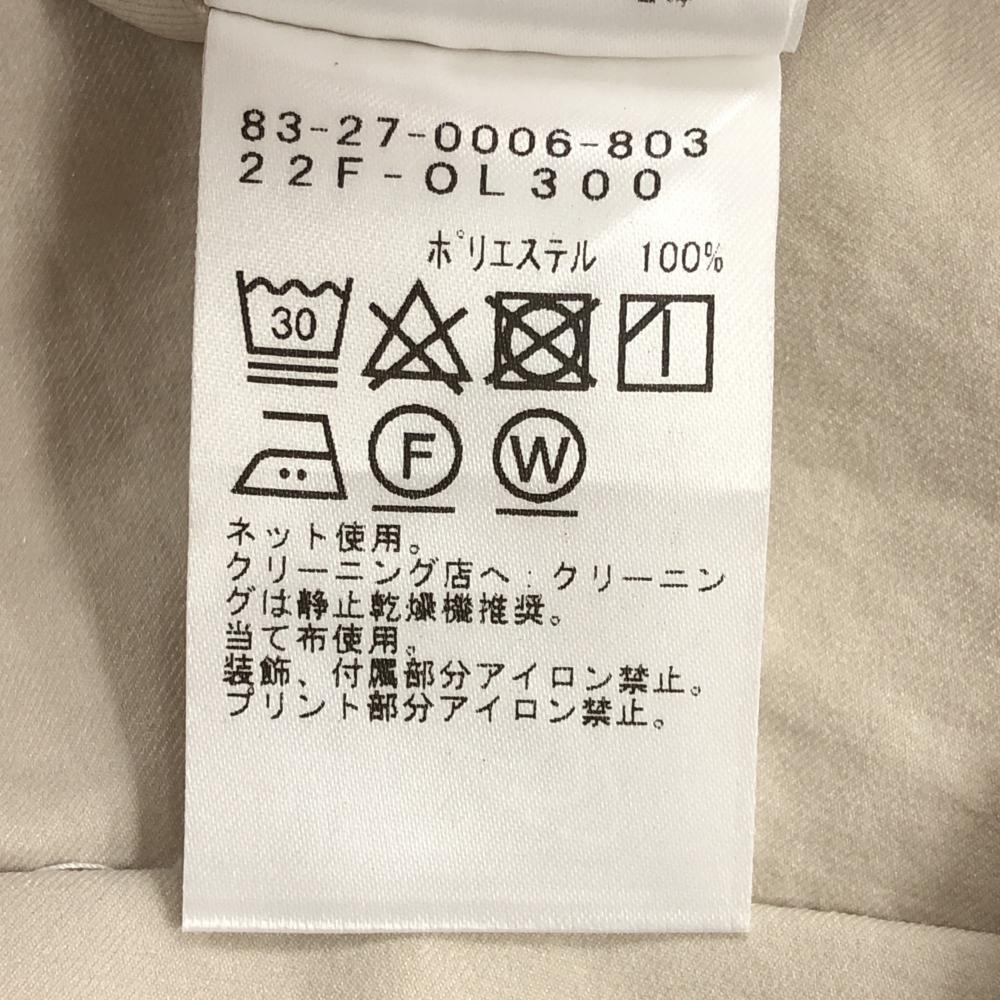 83-27-0006-803
22F-OL300
ポリエステル 100%
30
F W
ネット使用。
クリーニング店へ:クリーニン
グは静止乾燥機推奨。
当て布使用。
装飾、付属部分アイロン禁止。
プリント部分アイロン禁止。